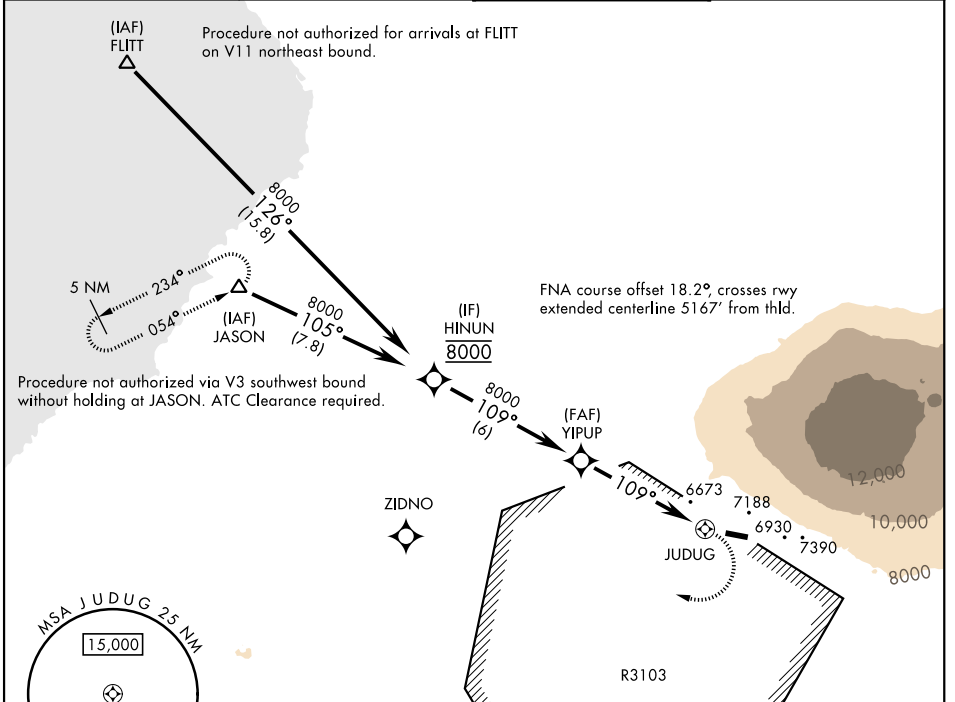 (IAF)
FLITT
Procedure not authorized for arrivals at FLITT
on V11 northeast bound.
8000
126°
(15.8)
5 NM
234°
054°
(IAF)
JASON
8000
105°
(7.8)
(IF)
HINUN
8000
FNA course offset 18.2°, crosses rwy
extended centerline 5167' from thld.
Procedure not authorized via V3 southwest bound
without holding at JASON. ATC Clearance required.
8000
109°
(6)
(FAF)
YIPUP
109°
6673
7188
6930
7390
12,000
10,000
8000
ZIDNO
JUDUG
MSA JUDUG 25 NM
15,000
R3103